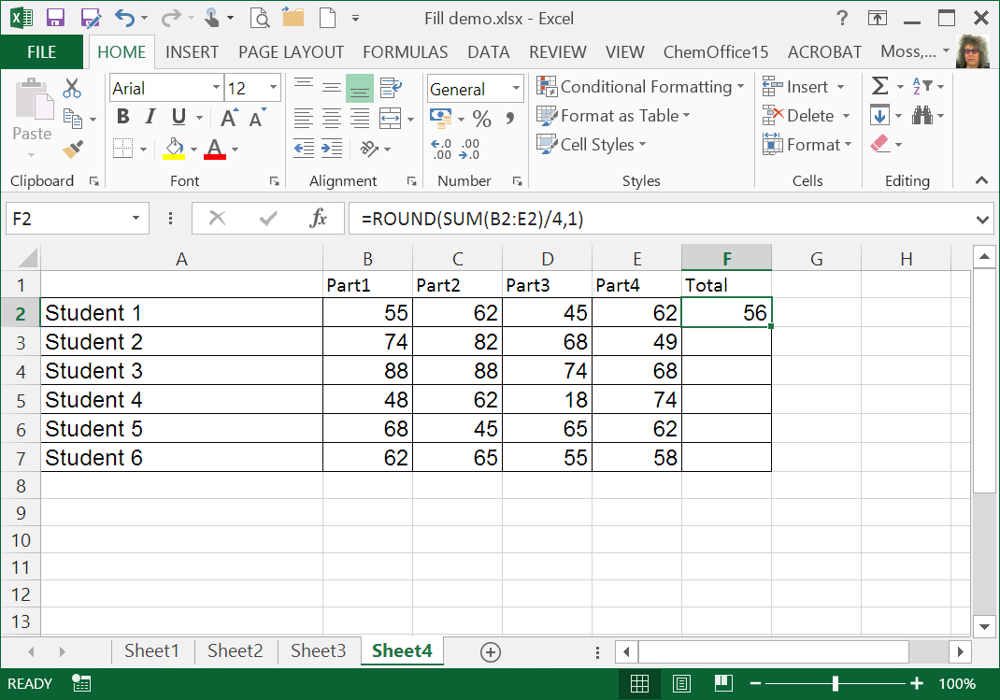 Fill demo.xlsx - Excel ?
FILE HOME INSERT PAGE LAYOUT FORMULAS DATA REVIEW VIEW ChemOffice15 ACROBAT Moss,...
Paste Arial 12 General Conditional Formatting Insert
B I U A A % , Format as Table Delete
A ←.0 .00 .00 →.0 Cell Styles Format
Clipboard Font Alignment Number Styles Cells Editing
F2 fx =ROUND(SUM(B2:E2)/4,1)
A B C D E F G H
1 Part1 Part2 Part3 Part4 Total
2 Student 1 55 62 45 62 56
3 Student 2 74 82 68 49
4 Student 3 88 88 74 68
5 Student 4 48 62 18 74
6 Student 5 68 45 65 62
7 Student 6 62 65 55 58
8
9
10
11
12
13
Sheet1 Sheet2 Sheet3 Sheet4
READY 100%